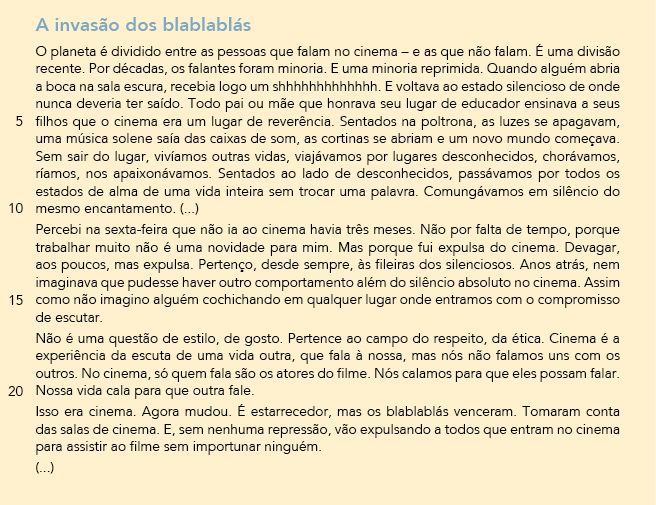 A invasão dos blablablás
O planeta é dividido entre as pessoas que falam no cinema – e as que não falam. É uma divisão
recente. Por décadas, os falantes foram minoria. E uma minoria reprimida. Quando alguém abria
a boca na sala escura, recebia logo um shhhhhhhhhhhhh. E voltava ao estado silencioso de onde
nunca deveria ter saído. Todo pai ou mãe que honrava seu lugar de educador ensinava a seus
5 filhos que o cinema era um lugar de reverência. Sentados na poltrona, as luzes se apagavam,
uma música solene saía das caixas de som, as cortinas se abriam e um novo mundo começava.
Sem sair do lugar, vivíamos outras vidas, viajávamos por lugares desconhecidos, chorávamos,
ríamos, nos apaixonávamos. Sentados ao lado de desconhecidos, passávamos por todos os
estados de alma de uma vida inteira sem trocar uma palavra. Comungávamos em silêncio do
10 mesmo encantamento. (...)
Percebi na sexta-feira que não ia ao cinema havia três meses. Não por falta de tempo, porque
trabalhar muito não é uma novidade para mim. Mas porque fui expulsa do cinema. Devagar,
aos poucos, mas expulsa. Pertenço, desde sempre, às fileiras dos silenciosos. Anos atrás, nem
imaginava que pudesse haver outro comportamento além do silêncio absoluto no cinema. Assim
15 como não imagino alguém cochichando em qualquer lugar onde entramos com o compromisso
de escutar.
Não é uma questão de estilo, de gosto. Pertence ao campo do respeito, da ética. Cinema é a
experiência da escuta de uma vida outra, que fala à nossa, mas nós não falamos uns com os
outros. No cinema, só quem fala são os atores do filme. Nós calamos para que eles possam falar.
20 Nossa vida cala para que outra fale.
Isso era cinema. Agora mudou. É estarrecedor, mas os blablablás venceram. Tomaram conta
das salas de cinema. E, sem nenhuma repressão, vão expulsando a todos que entram no cinema
para assistir ao filme sem importunar ninguém.
(...)